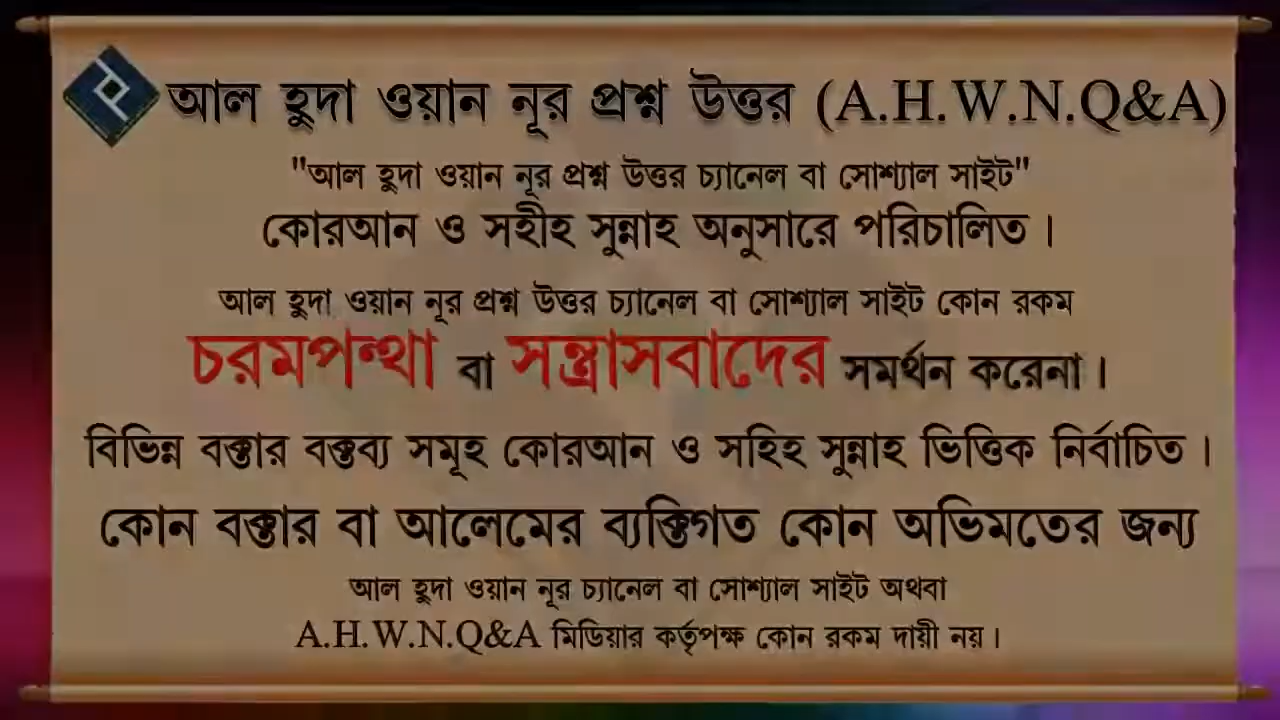 আল হুদা ওয়ান নূর প্রশ্ন উত্তর (A.H.W.N.Q&A)
"আল হুদা ওয়ান নূর প্রশ্ন উত্তর চ্যানেল বা সোশ্যাল সাইট"
কোরআন ও সহীহ সুন্নাহ অনুসারে পরিচালিত।
আল হুদা ওয়ান নূর প্রশ্ন উত্তর চ্যানেল বা সোশ্যাল সাইট কোন রকম
চরমপন্থা বা সন্ত্রাসবাদের সমর্থন করেনা।
বিভিন্ন বক্তার বক্তব্য সমূহ কোরআন ও সহিহ সুন্নাহ ভিত্তিক নির্বাচিত।
কোন বক্তার বা আলেমের ব্যক্তিগত কোন অভিমতের জন্য
আল হুদা ওয়ান নূর চ্যানেল বা সোশ্যাল সাইট অথবা
A.H.W.N.Q&A মিডিয়ার কর্তৃপক্ষ কোন রকম দায়ী নয়।